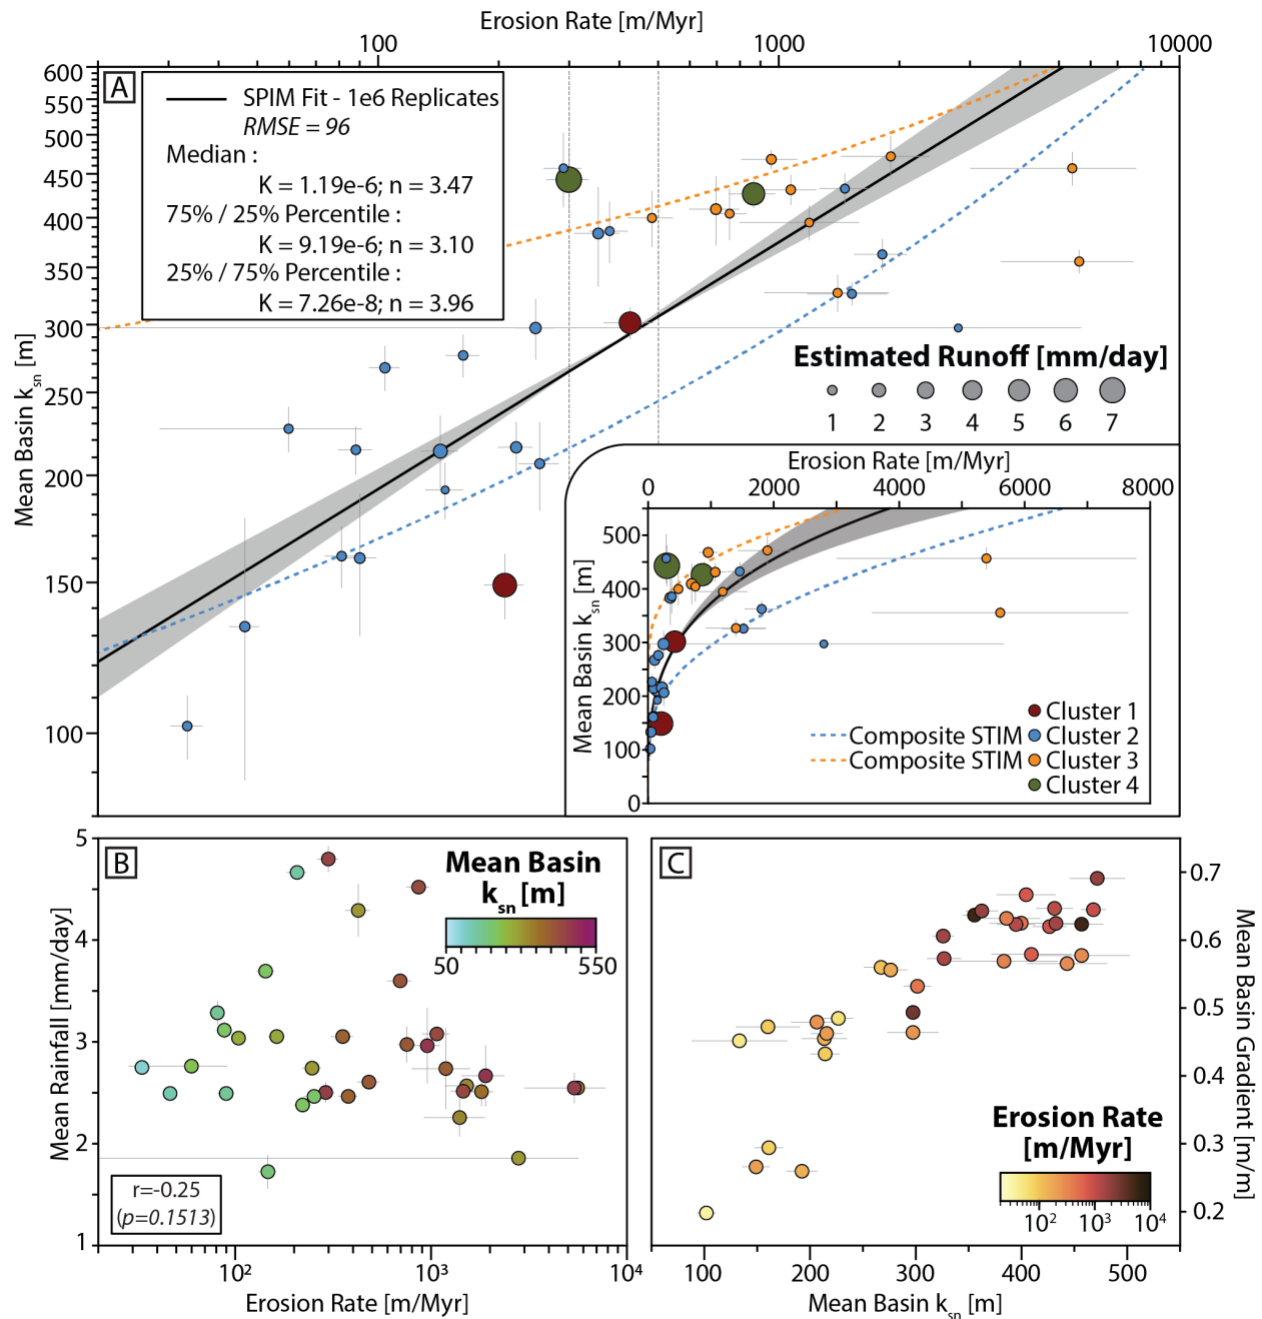 Erosion Rate [m/Myr]
100 1000 10000
A
600
550
500
450
400
350
300
250
200
150
100
Mean Basin ksn [m]
SPIM Fit - 1e6 Replicates
RMSE = 96
Median :
K = 1.19e-6; n = 3.47
75% / 25% Percentile :
K = 9.19e-6; n = 3.10
25% / 75% Percentile :
K = 7.26e-8; n = 3.96
Estimated Runoff [mm/day]
1 2 3 4 5 6 7
Erosion Rate [m/Myr]
0 2000 4000 6000 8000
500
400
300
200
100
0
Mean Basin ksn [m]
Cluster 1
Composite STIM Cluster 2
Composite STIM Cluster 3
Cluster 4
B
5
4
3
2
1
Mean Rainfall [mm/day]
Mean Basin
ksn [m]
50 550
r=-0.25
(p=0.1513)
10² 10³ 10⁴
Erosion Rate [m/Myr]
C
0.7
0.6
0.5
0.4
0.3
0.2
Mean Basin Gradient [m/m]
Erosion Rate
[m/Myr]
10² 10³ 10⁴
100 200 300 400 500
Mean Basin ksn [m]